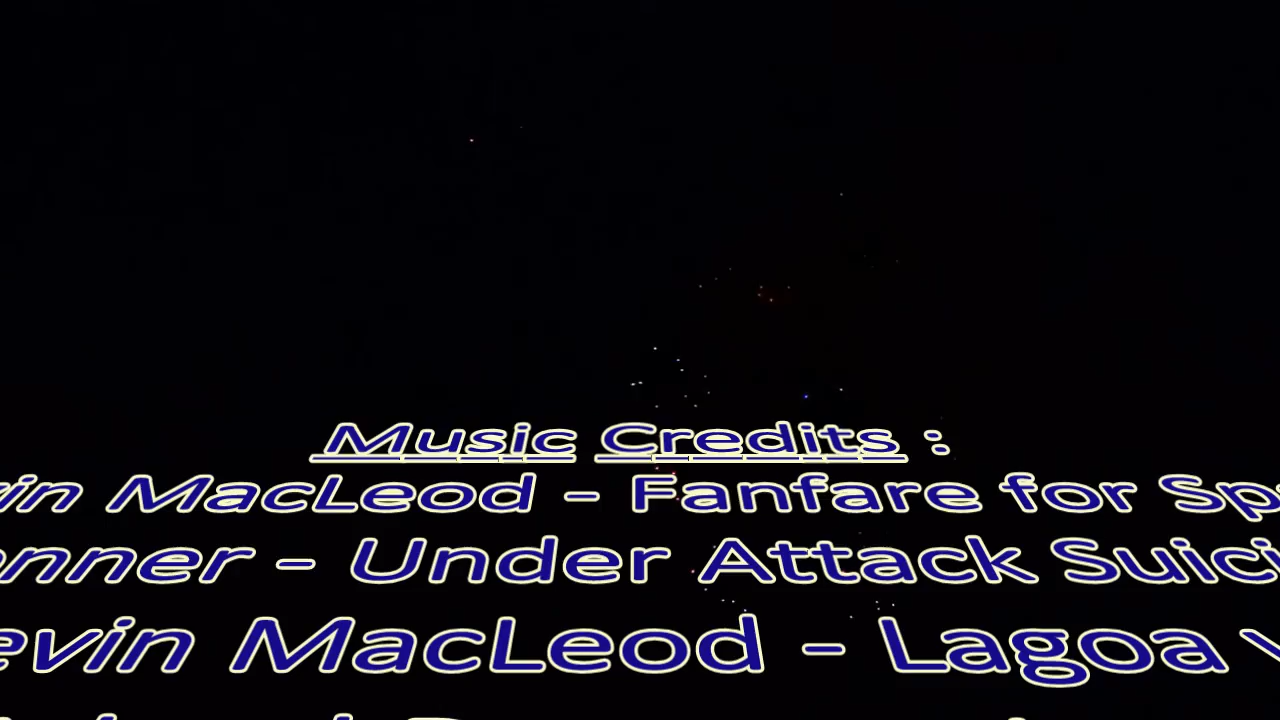 Music Credits :
vin MacLeod - Fanfare for Sp
nner - Under Attack Suici
evin MacLeod - Lagoa